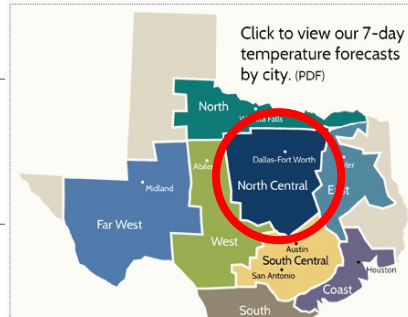 Click to view our 7-day
temperature forecasts
by city. (PDF)
North
Wichita Falls
Dallas-Fort Worth
Abilene
Tyler
Midland
North Central
East
Far West
West
Austin
South Central
San Antonio
Houston
Coast
South